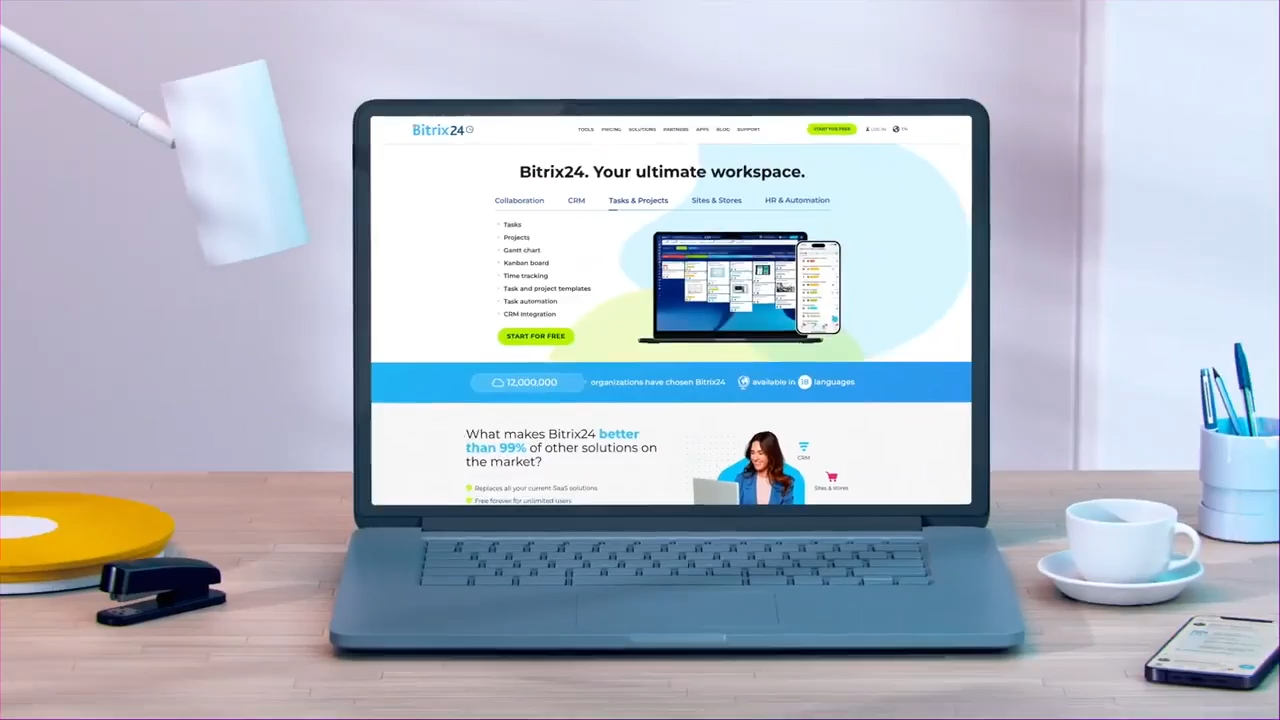 Bitrix24
TOOLS PRICING SOLUTIONS PARTNERS APPS BLOG SUPPORT
START FOR FREE LOG IN EN
Bitrix24. Your ultimate workspace.
Collaboration CRM Tasks & Projects Sites & Stores HR & Automation
Tasks
Projects
Gantt chart
Kanban board
Time tracking
Task and project templates
Task automation
CRM Integration
START FOR FREE
12,000,000 organizations have chosen Bitrix24 available in 18 languages
What makes Bitrix24 better
than 99% of other solutions on
the market?
Replaces all your current SaaS solutions
Free forever for unlimited users
CRM
Sites & stores